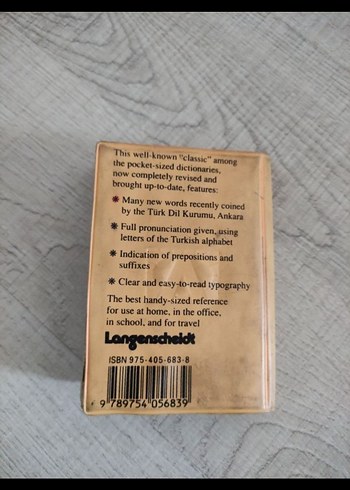 This well-known "classic" among
the pocket-sized dictionaries,
now completely revised and
brought up-to-date, features:
* Many new words recently coined
by the Türk Dil Kurumu, Ankara
* Full pronunciation given, using
letters of the Turkish alphabet
* Indication of prepositions and
suffixes
* Clear and easy-to-read typography
The best handy-sized reference
for use at home, in the office,
in school, and for travel
Langenscheidt
ISBN 975-405-683-8
9 789754 056839